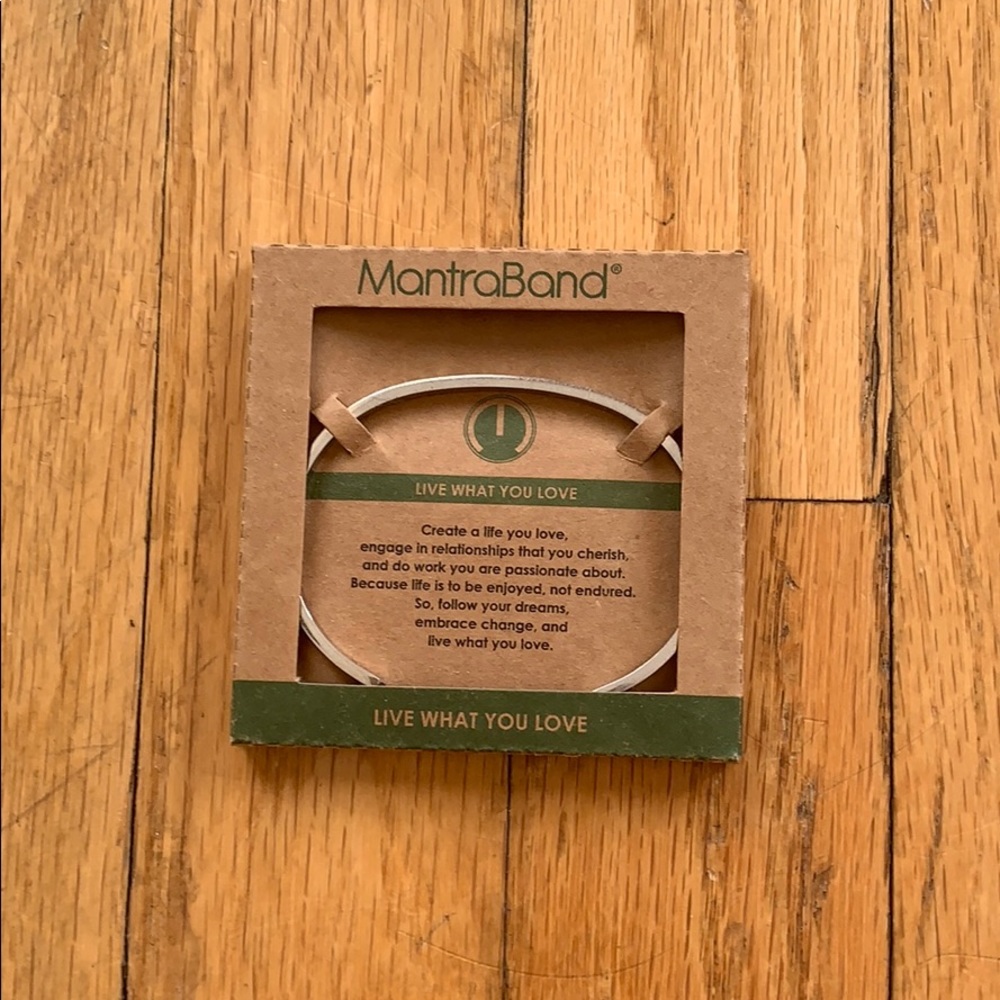 MantraBand®
LIVE WHAT YOU LOVE
Create a life you love,
engage in relationships that you cherish,
and do work you are passionate about.
Because life is to be enjoyed, not endured.
So, follow your dreams,
embrace change, and
live what you love.
LIVE WHAT YOU LOVE